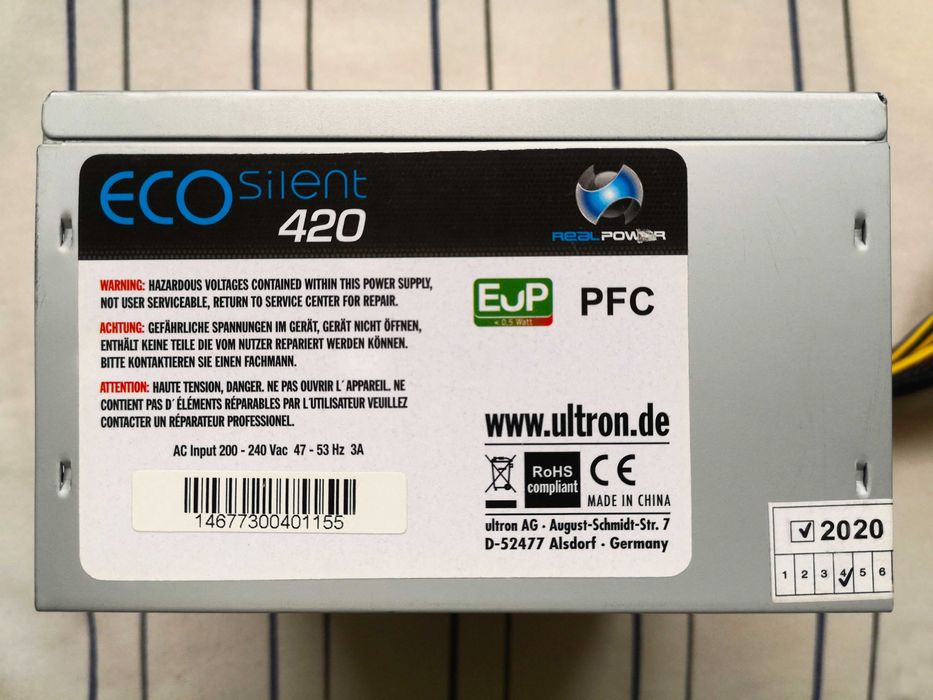 ECO Silent
420
REALPOWER
WARNING: HAZARDOUS VOLTAGES CONTAINED WITHIN THIS POWER SUPPLY,
NOT USER SERVICEABLE, RETURN TO SERVICE CENTER FOR REPAIR.
ACHTUNG: GEFÄHRLICHE SPANNUNGEN IM GERÄT, GERÄT NICHT ÖFFNEN,
ENTHÄLT KEINE TEILE DIE VOM NUTZER REPARIERT WERDEN KÖNNEN.
BITTE KONTAKTIEREN SIE EINEN FACHMANN.
ATTENTION: HAUTE TENSION, DANGER. NE PAS OUVRIR L´APPAREIL. NE
CONTIENT PAS D´ÉLÉMENTS RÉPARABLES PAR L'UTILISATEUR VEUILLEZ
CONTACTER UN RÉPARATEUR PROFESSIONEL.
AC Input 200 - 240 Vac 47 - 53 Hz 3A
14677300401155
EuP
< 0,5 Watt
PFC
www.ultron.de
RoHS
compliant
CE
MADE IN CHINA
ultron AG · August-Schmidt-Str. 7
D-52477 Alsdorf · Germany
2020
1 2 3 4 5 6